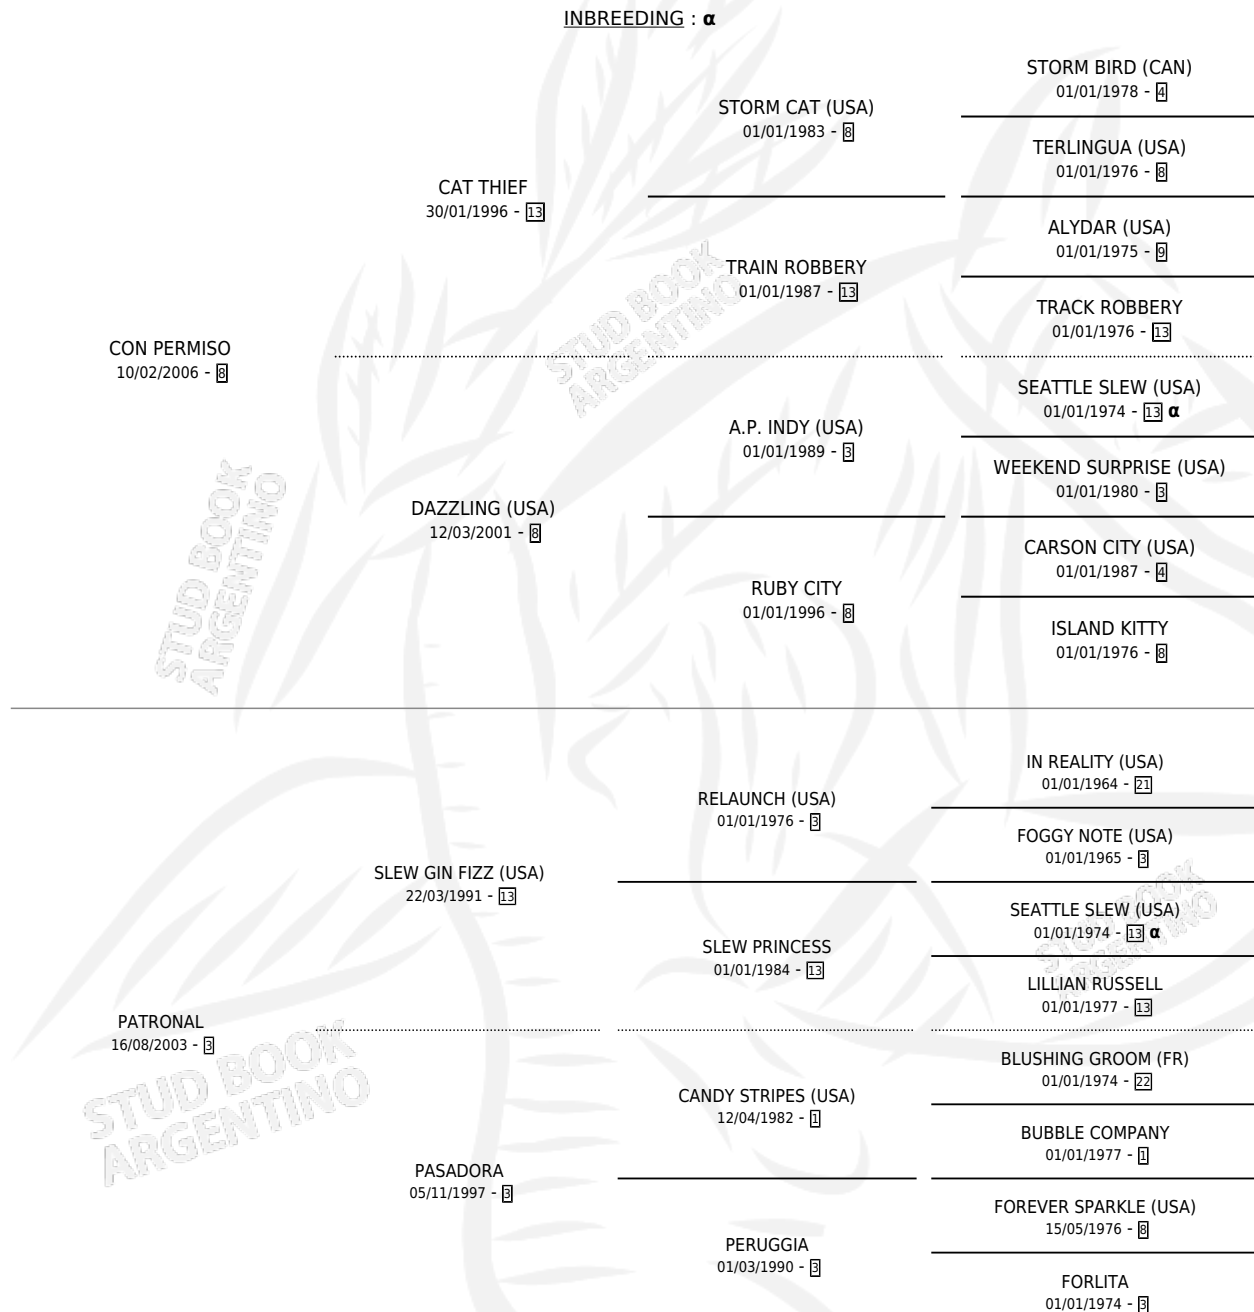 INBREEDING : α
STORM BIRD (CAN)
01/01/1978 - 4
STORM CAT (USA)
01/01/1983 - 8
TERLINGUA (USA)
01/01/1976 - 8
CAT THIEF
30/01/1996 - 13
ALYDAR (USA)
01/01/1975 - 9
TRAIN ROBBERY
01/01/1987 - 13
TRACK ROBBERY
01/01/1976 - 13
CON PERMISO
10/02/2006 - 8
SEATTLE SLEW (USA)
01/01/1974 - 13 α
A.P. INDY (USA)
01/01/1989 - 3
WEEKEND SURPRISE (USA)
01/01/1980 - 3
DAZZLING (USA)
12/03/2001 - 8
CARSON CITY (USA)
01/01/1987 - 4
RUBY CITY
01/01/1996 - 8
ISLAND KITTY
01/01/1976 - 8
IN REALITY (USA)
01/01/1964 - 21
RELAUNCH (USA)
01/01/1976 - 3
FOGGY NOTE (USA)
01/01/1965 - 3
SLEW GIN FIZZ (USA)
22/03/1991 - 13
SEATTLE SLEW (USA)
01/01/1974 - 13 α
SLEW PRINCESS
01/01/1984 - 13
LILLIAN RUSSELL
01/01/1977 - 13
PATRONAL
16/08/2003 - 3
BLUSHING GROOM (FR)
01/01/1974 - 22
CANDY STRIPES (USA)
12/04/1982 - 1
BUBBLE COMPANY
01/01/1977 - 1
PASADORA
05/11/1997 - 3
FOREVER SPARKLE (USA)
15/05/1976 - 8
PERUGGIA
01/03/1990 - 3
FORLITA
01/01/1974 - 3
STUD BOOK
ARGENTINO
STUD BOOK
ARGENTINO
STUD BOOK
ARGENTINO
STUD BOOK
ARGENTINO